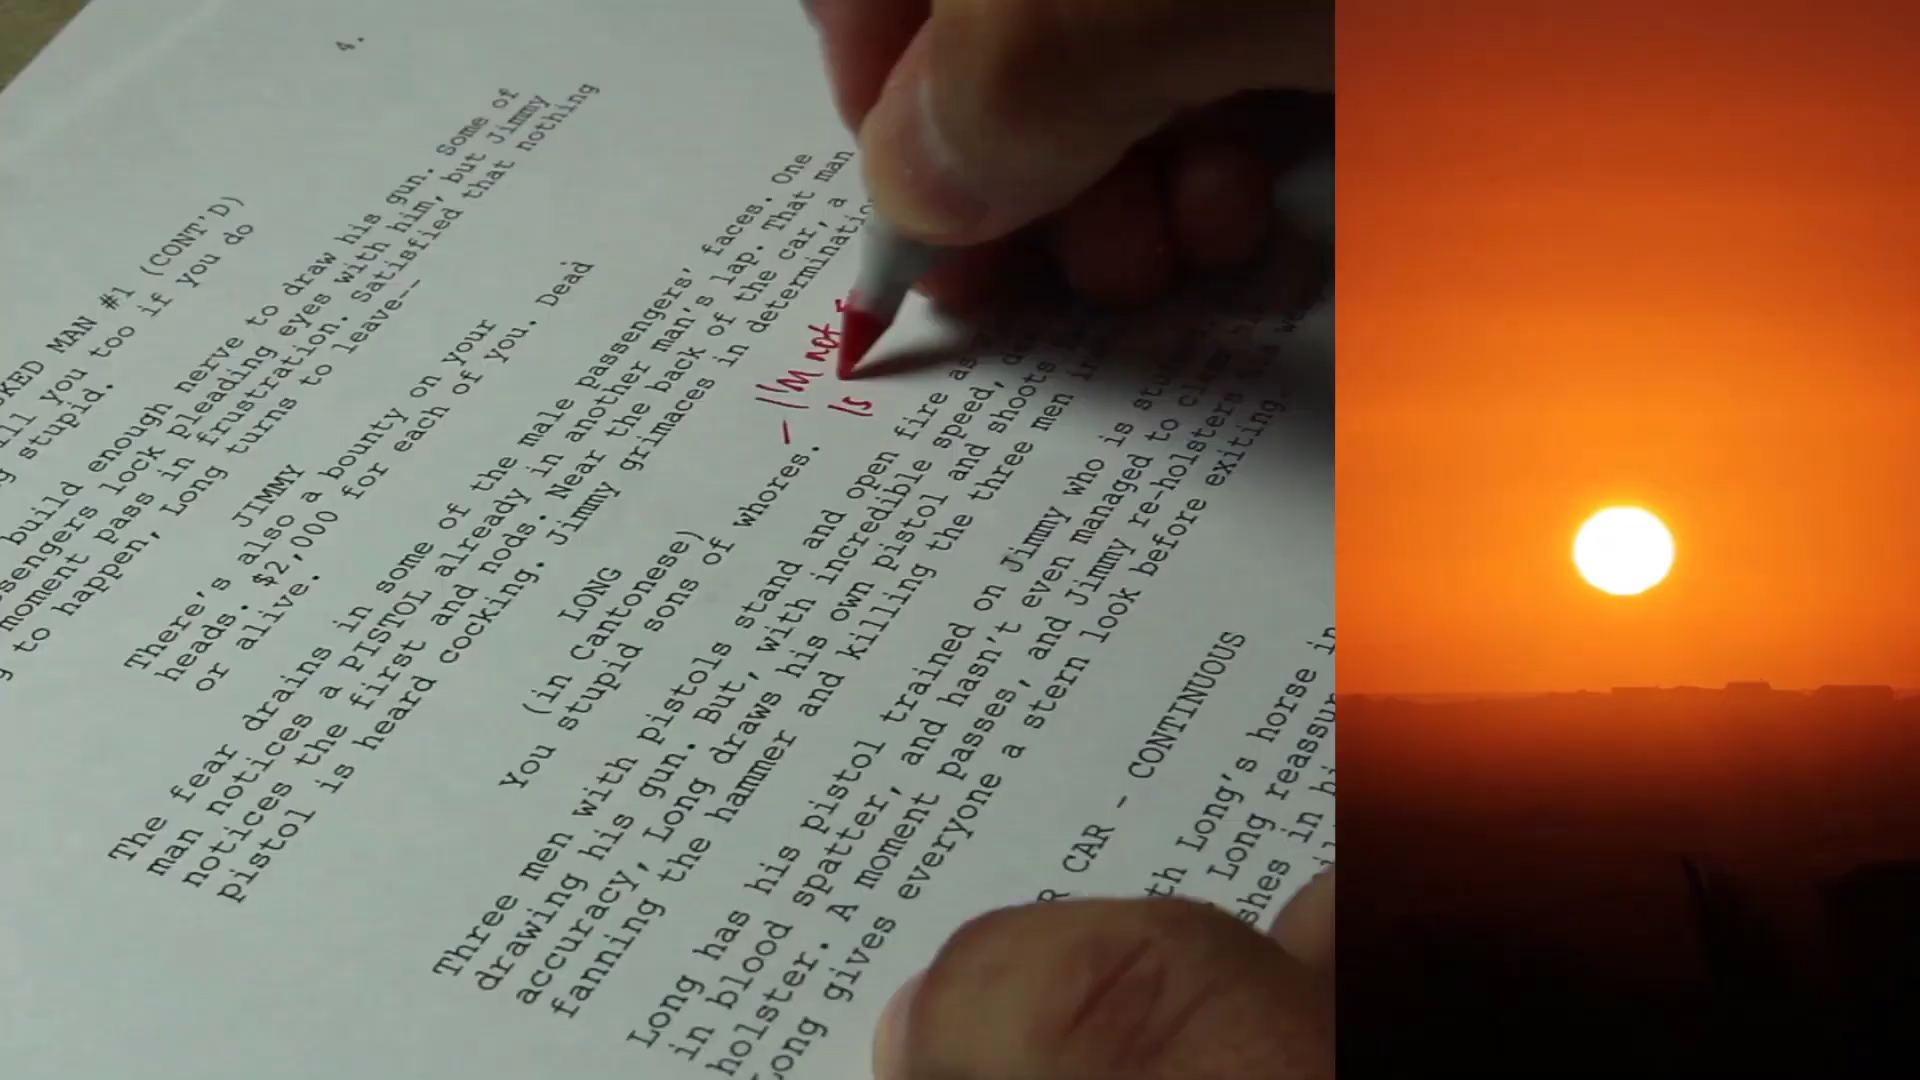 4.
KED MAN #1 (CONT'D)
ill you too if you do
g stupid.
build enough nerve to draw his gun. Some of
sengers lock pleading eyes with him, but Jimmy
moment pass in frustration. Satisfied that nothing
g to happen, Long turns to leave--
JIMMY
There's also a bounty on your
heads. $2,000 for each of you. Dead
or alive.
The fear drains in some of the male passengers' faces. One
man notices a PISTOL already in another man's lap. That man
notices the first and nods. Near the back of the car, a
pistol is heard cocking. Jimmy grimaces in determinatio
LONG
(in Cantonese)
You stupid sons of whores.
- I'M not
Is
Three men with pistols stand and open fire as
drawing his gun. But, with incredible speed,
accuracy, Long draws his own pistol and shoots
fanning the hammer and killing the three men
Long has his pistol trained on Jimmy who is
in blood spatter, and hasn't even managed to
holster. A moment passes, and Jimmy re-holsters
Long gives everyone a stern look before exiting.
R CAR - CONTINUOUS
th Long's horse in
Long reassur
shes in hi